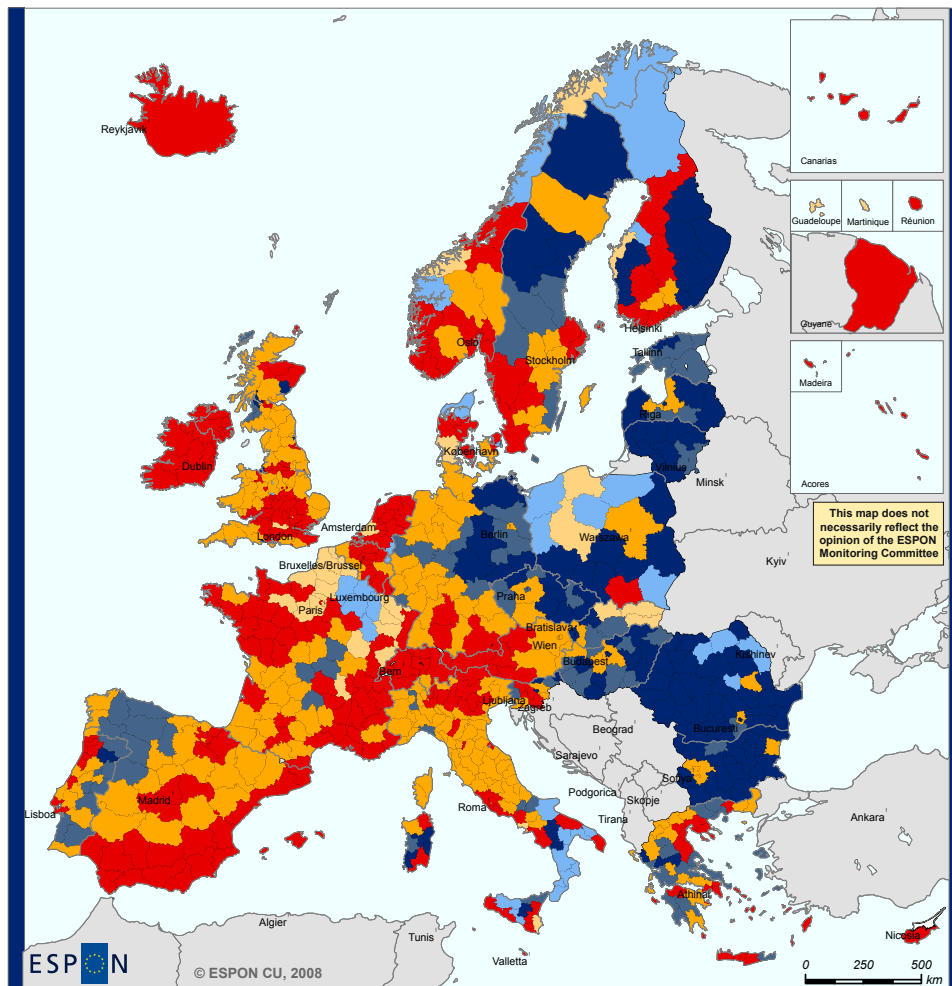 Reykjavik
Canarias
Guadeloupe
Martinique
Réunion
Guyane
Madeira
Acores
This map does not
necessarily reflect the
opinion of the ESPON
Monitoring Committee
Oslo
Helsinki
Tallinn
Stockholm
Riga
København
Vilnius
Minsk
Dublin
London
Amsterdam
Berlin
Warszawa
Bruxelles/Brussel
Kyiv
Luxembourg
Paris
Praha
Bratislava
Wien
Kishinev
Bern
Budapest
Ljubljana
Zagreb
Bucuresti
Beograd
Sarajevo
Sofiya
Podgorica
Skopje
Madrid
Lisboa
Roma
Tirana
Ankara
Athinai
Nicosia
Algier
Tunis
Valletta
ESPON
© ESPON CU, 2008
0 250 500
km